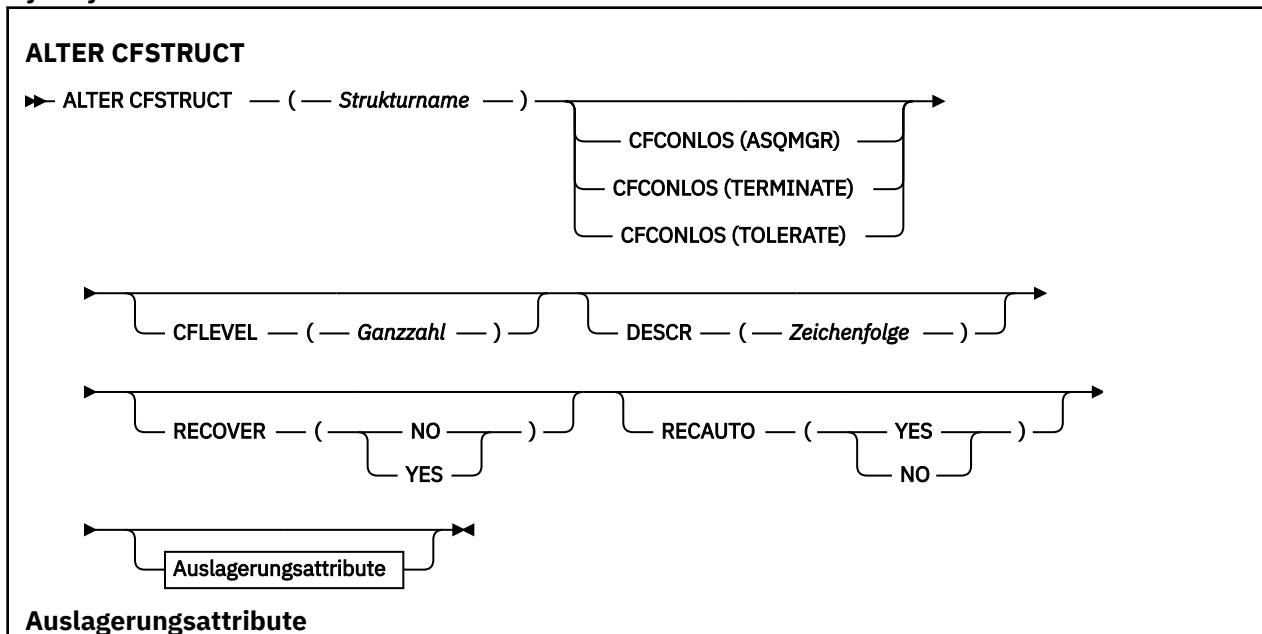 ALTER CFSTRUCT
ALTER CFSTRUCT ( Strukturname )
CFCONLOS (ASQMGR)
CFCONLOS (TERMINATE)
CFCONLOS (TOLERATE)
CFLEVEL ( Ganzzahl ) DESCR ( Zeichenfolge )
RECOVER ( NO ) RECAUTO ( YES )
YES NO
Auslagerungsattribute
Auslagerungsattribute